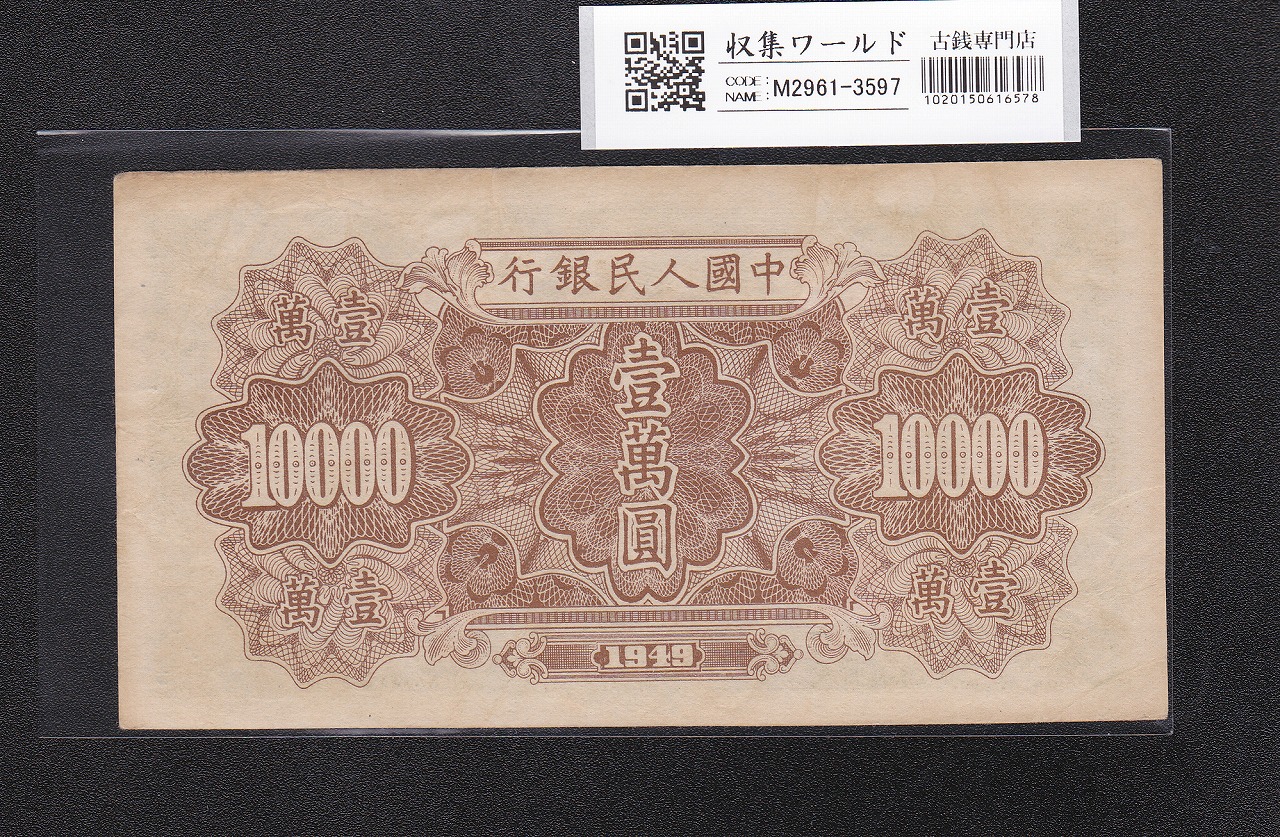 収集ワールド 古銭専門店
CODE:
NAME: M2961-3597
1020150616578
中國人民銀行
壹萬
壹萬
壹萬圓
10000
10000
壹萬
壹萬
1949